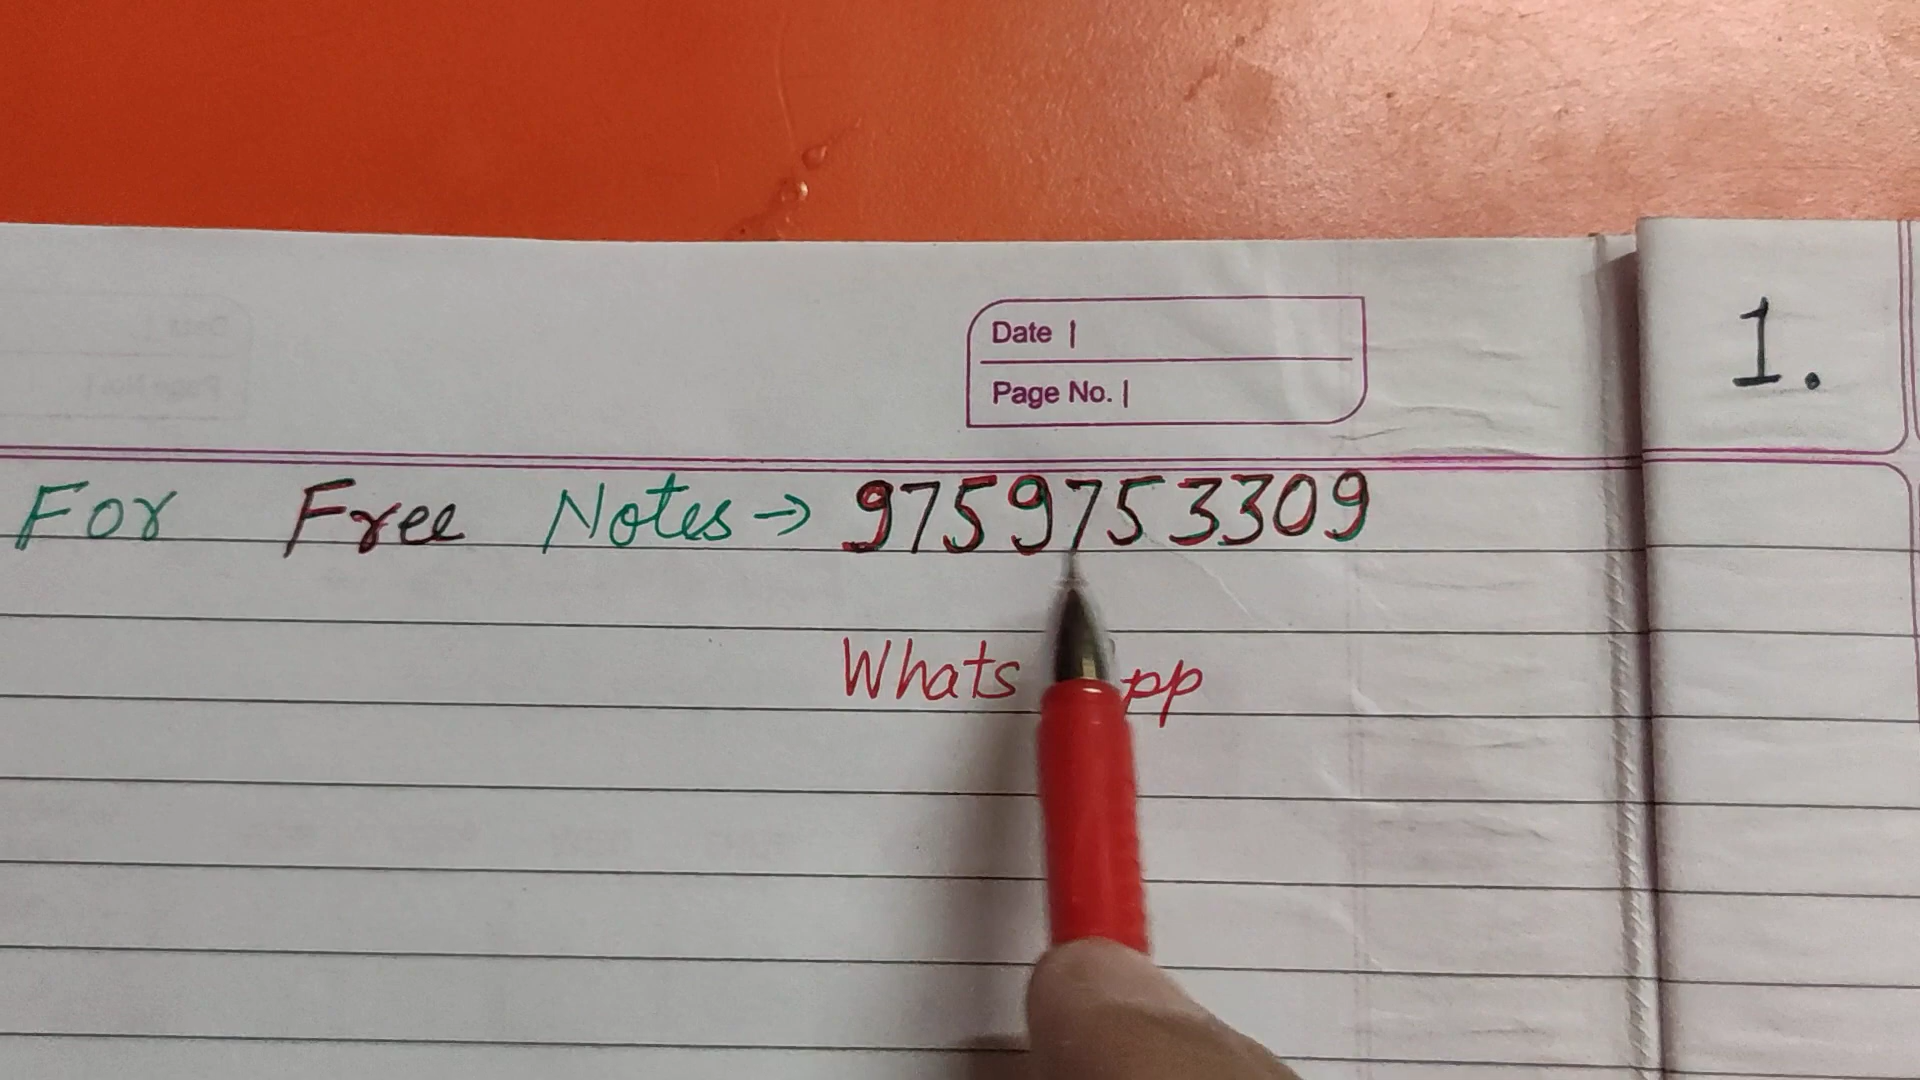 Date |
Page No. |
1.
For Free Notes → 9759753309
Whats pp